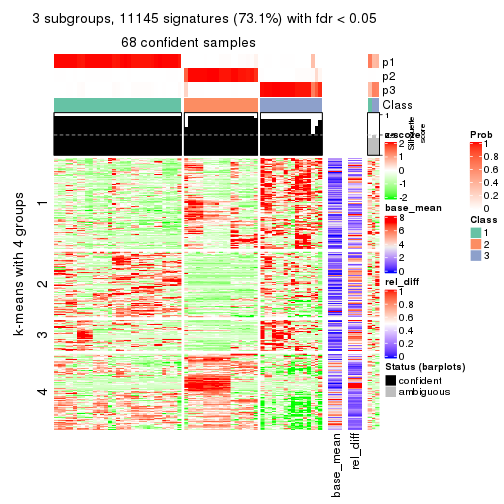 3 subgroups, 11145 signatures (73.1%) with fdr < 0.05
68 confident samples
p1
p2
p3
Class
1
Silhouette
score
k-means with 4 groups
1
2
3
4
base_mean
rel_diff
z-score
2
1
0
-1
-2
base_mean
8
6
4
2
0
rel_diff
1
0.8
0.6
0.4
0.2
0
Status (barplots)
confident
ambiguous
Prob
1
0.8
0.6
0.4
0.2
0
Class
1
2
3